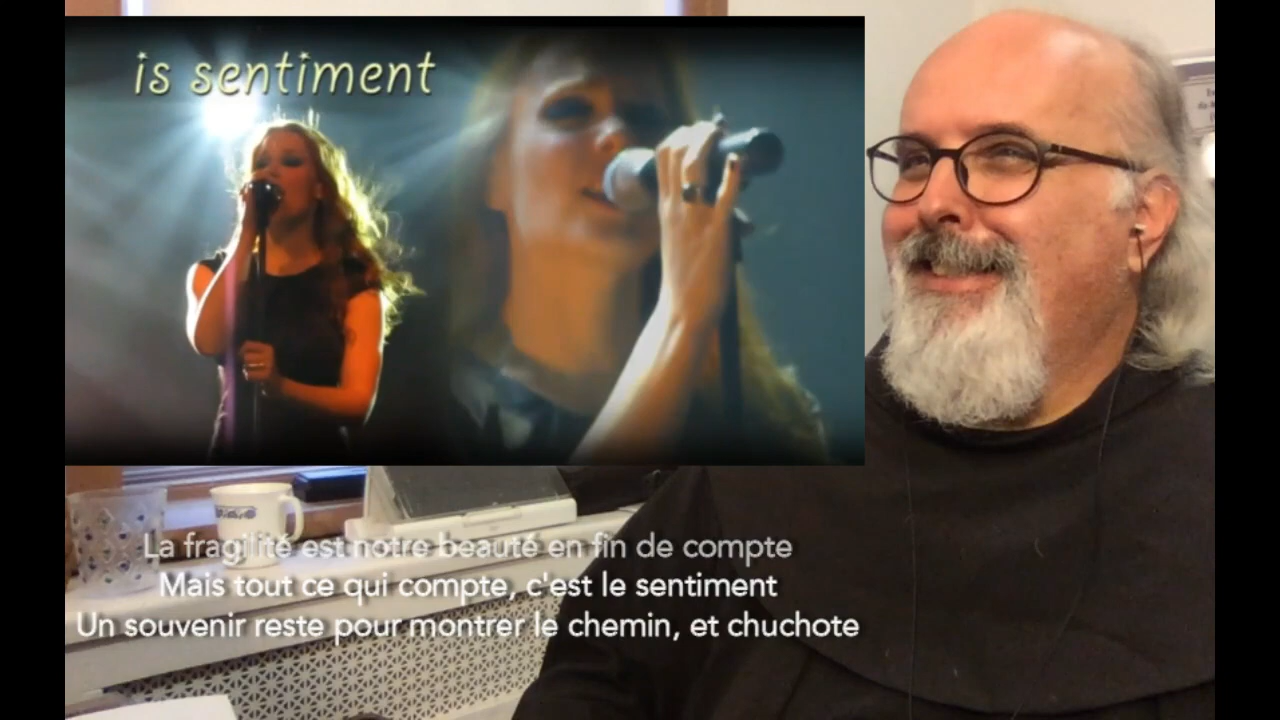 is sentiment
La fragilité est notre beauté en fin de compte
Mais tout ce qui compte, c'est le sentiment
Un souvenir reste pour montrer le chemin, et chuchote